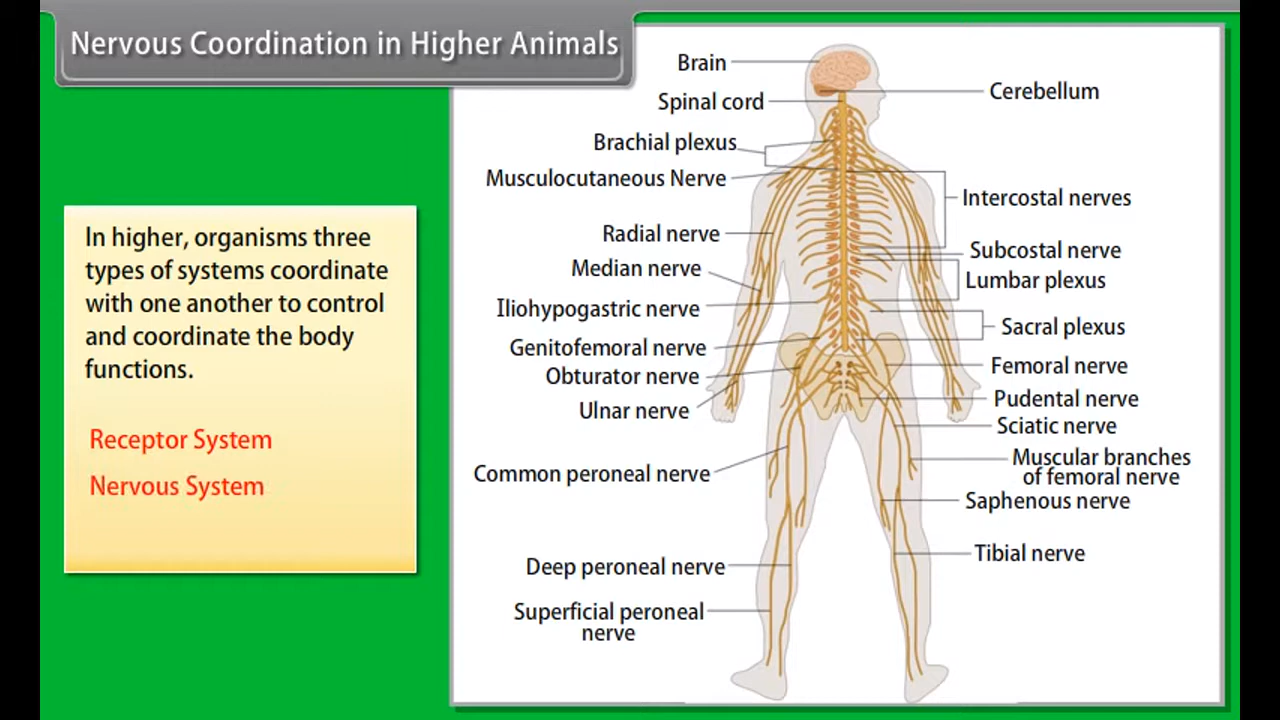 Nervous Coordination in Higher Animals
In higher, organisms three
types of systems coordinate
with one another to control
and coordinate the body
functions.
Receptor System
Nervous System
Brain
Spinal cord
Brachial plexus
Musculocutaneous Nerve
Radial nerve
Median nerve
Iliohypogastric nerve
Genitofemoral nerve
Obturator nerve
Ulnar nerve
Common peroneal nerve
Deep peroneal nerve
Superficial peroneal
nerve
Cerebellum
Intercostal nerves
Subcostal nerve
Lumbar plexus
Sacral plexus
Femoral nerve
Pudental nerve
Sciatic nerve
Muscular branches
of femoral nerve
Saphenous nerve
Tibial nerve